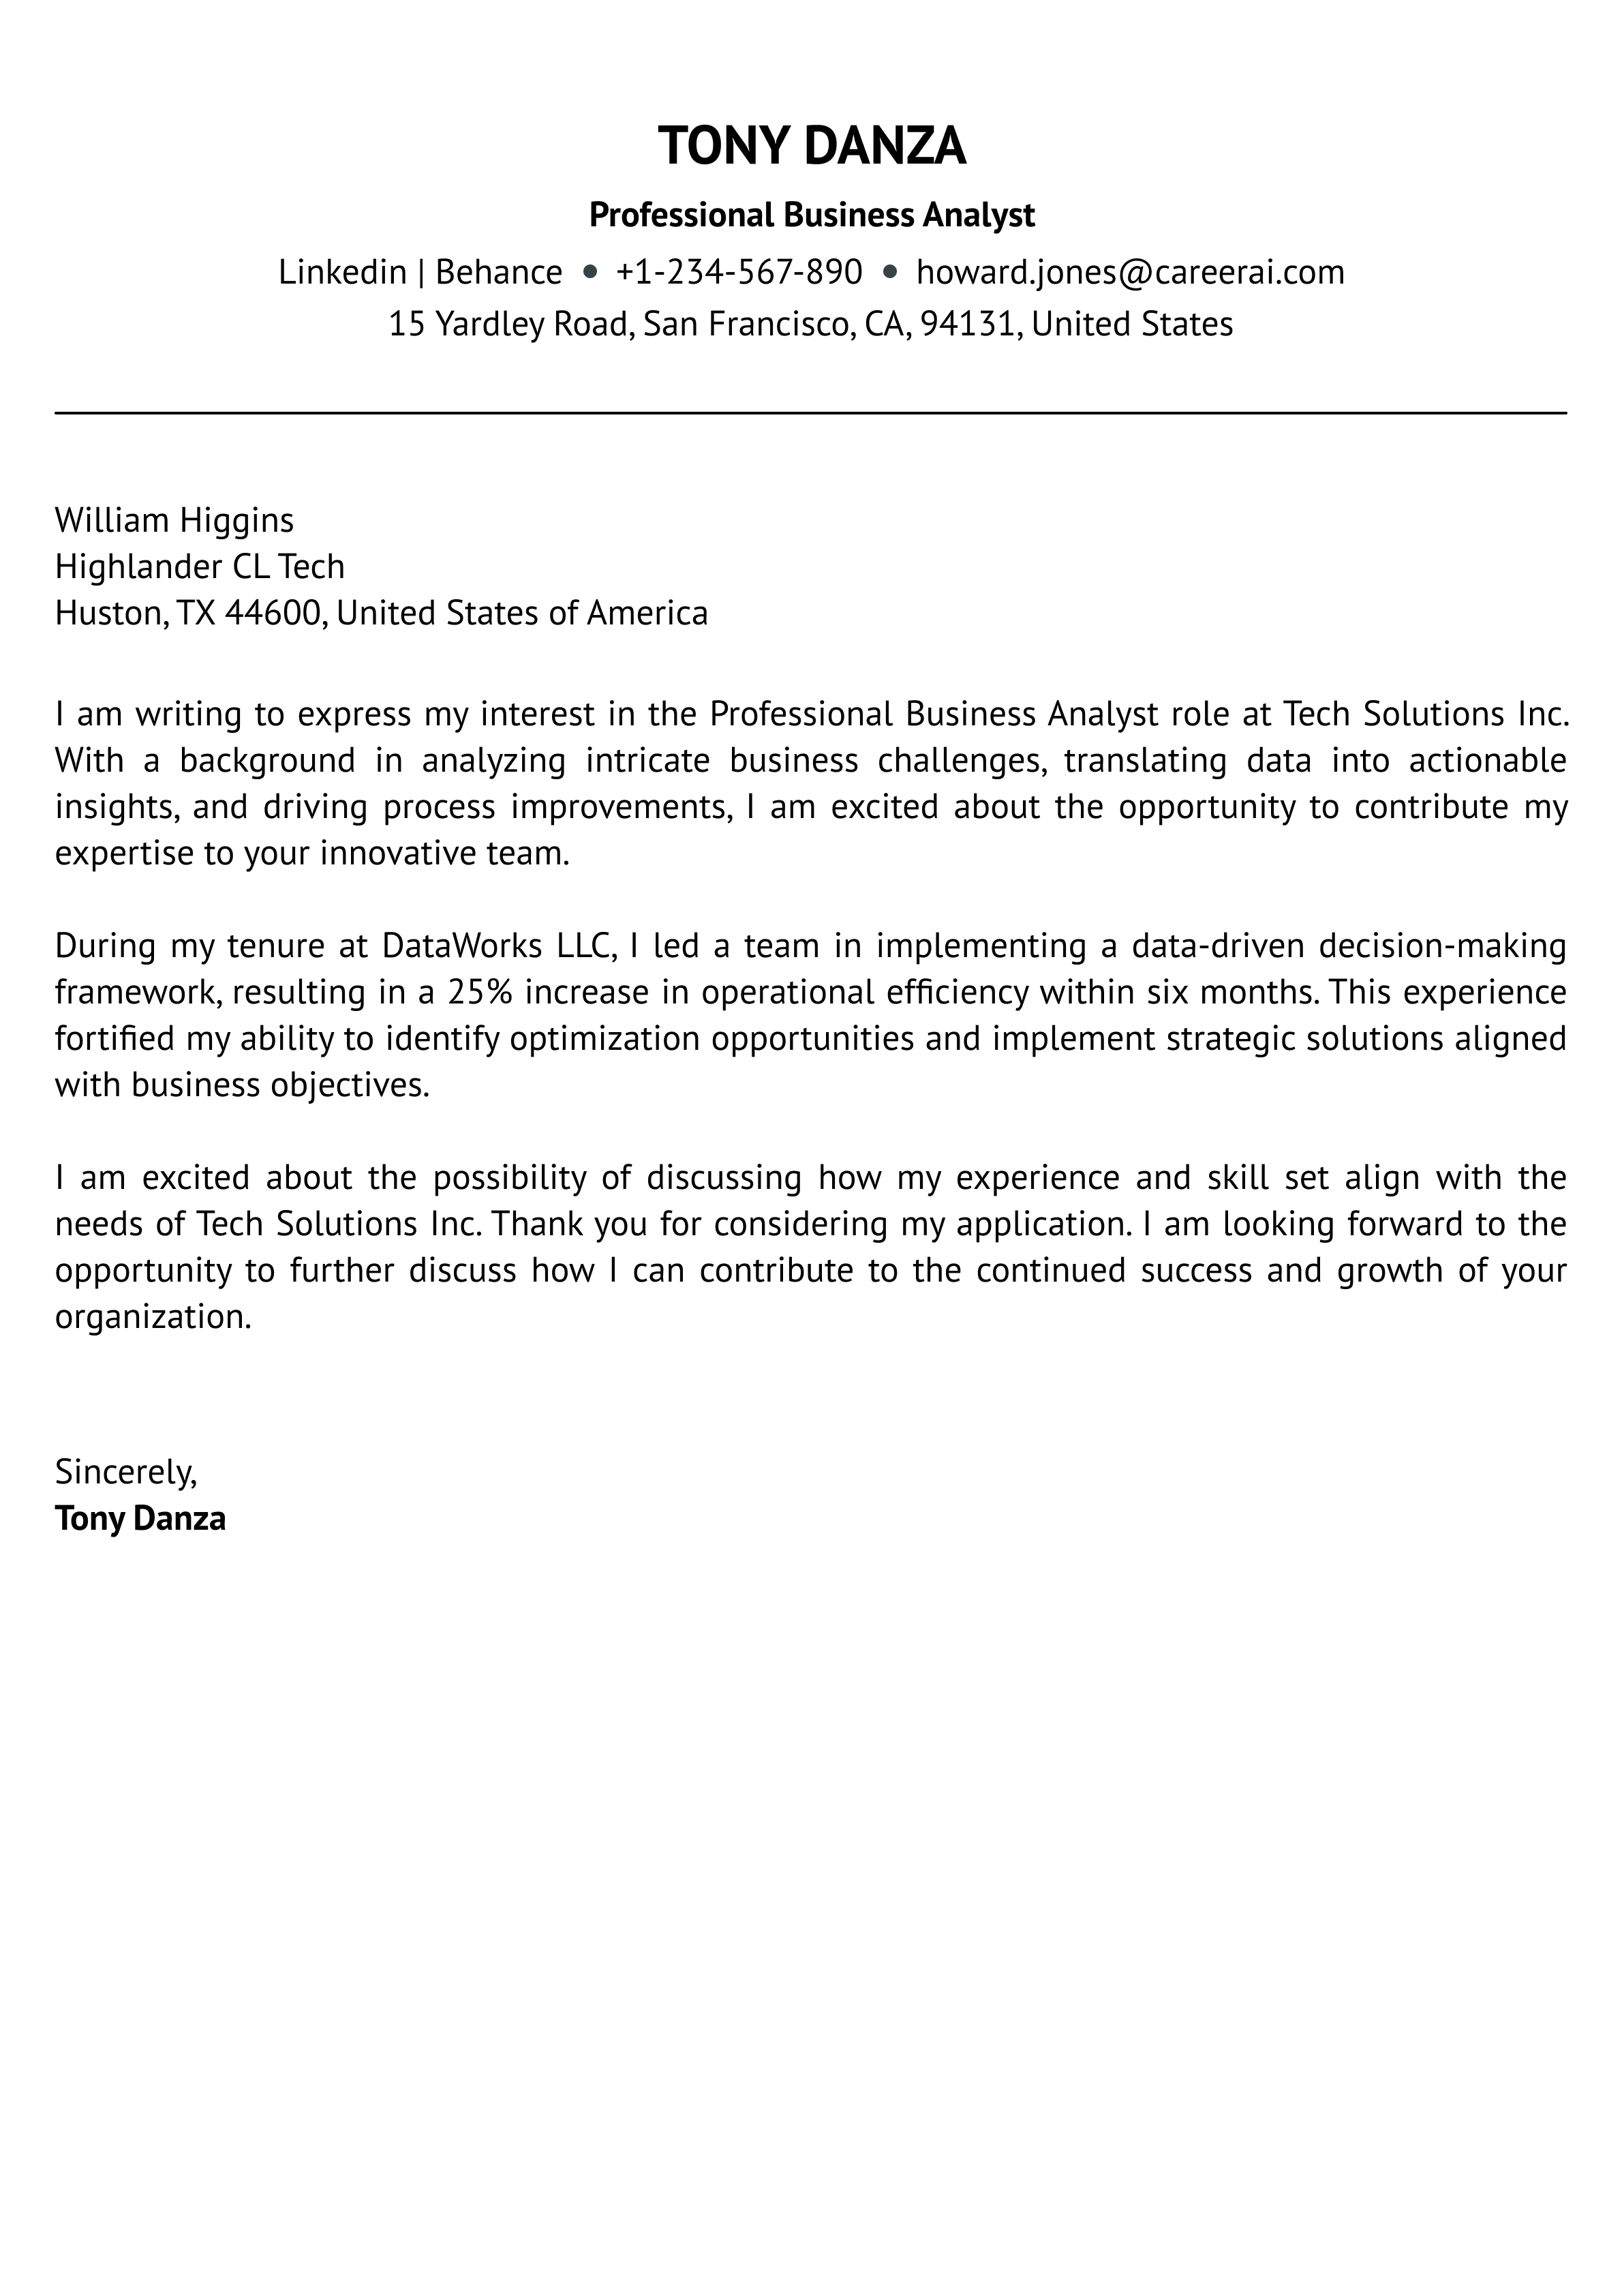 TONY DANZA
Professional Business Analyst
Linkedin | Behance • +1-234-567-890 • howard.jones@careerai.com
15 Yardley Road, San Francisco, CA, 94131, United States
William Higgins
Highlander CL Tech
Huston, TX 44600, United States of America
I am writing to express my interest in the Professional Business Analyst role at Tech Solutions Inc.
With a background in analyzing intricate business challenges, translating data into actionable
insights, and driving process improvements, I am excited about the opportunity to contribute my
expertise to your innovative team.
During my tenure at DataWorks LLC, I led a team in implementing a data-driven decision-making
framework, resulting in a 25% increase in operational efficiency within six months. This experience
fortified my ability to identify optimization opportunities and implement strategic solutions aligned
with business objectives.
I am excited about the possibility of discussing how my experience and skill set align with the
needs of Tech Solutions Inc. Thank you for considering my application. I am looking forward to the
opportunity to further discuss how I can contribute to the continued success and growth of your
organization.
Sincerely,
Tony Danza